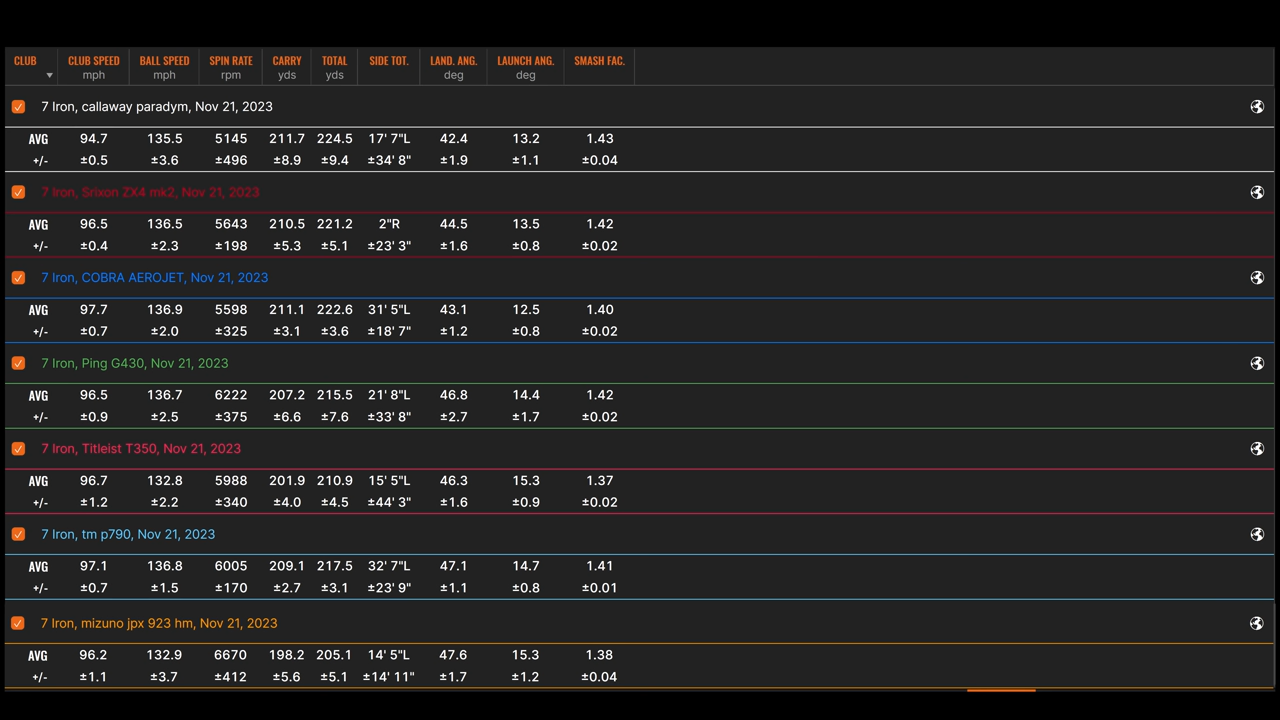 CLUB CLUB SPEED BALL SPEED SPIN RATE CARRY TOTAL SIDE TOT. LAND. ANG. LAUNCH ANG. SMASH FAC.
mph mph rpm yds yds deg deg
7 Iron, callaway paradym, Nov 21, 2023
AVG 94.7 135.5 5145 211.7 224.5 17' 7"L 42.4 13.2 1.43
+/- ±0.5 ±3.6 ±496 ±8.9 ±9.4 ±34' 8" ±1.9 ±1.1 ±0.04
7 Iron, Srixon ZX4 mk2, Nov 21, 2023
AVG 96.5 136.5 5643 210.5 221.2 2"R 44.5 13.5 1.42
+/- ±0.4 ±2.3 ±198 ±5.3 ±5.1 ±23' 3" ±1.6 ±0.8 ±0.02
7 Iron, COBRA AEROJET, Nov 21, 2023
AVG 97.7 136.9 5598 211.1 222.6 31' 5"L 43.1 12.5 1.40
+/- ±0.7 ±2.0 ±325 ±3.1 ±3.6 ±18' 7" ±1.2 ±0.8 ±0.02
7 Iron, Ping G430, Nov 21, 2023
AVG 96.5 136.7 6222 207.2 215.5 21' 8"L 46.8 14.4 1.42
+/- ±0.9 ±2.5 ±375 ±6.6 ±7.6 ±33' 8" ±2.7 ±1.7 ±0.02
7 Iron, Titleist T350, Nov 21, 2023
AVG 96.7 132.8 5988 201.9 210.9 15' 5"L 46.3 15.3 1.37
+/- ±1.2 ±2.2 ±340 ±4.0 ±4.5 ±44' 3" ±1.6 ±0.9 ±0.02
7 Iron, tm p790, Nov 21, 2023
AVG 97.1 136.8 6005 209.1 217.5 32' 7"L 47.1 14.7 1.41
+/- ±0.7 ±1.5 ±170 ±2.7 ±3.1 ±23' 9" ±1.1 ±0.8 ±0.01
7 Iron, mizuno jpx 923 hm, Nov 21, 2023
AVG 96.2 132.9 6670 198.2 205.1 14' 5"L 47.6 15.3 1.38
+/- ±1.1 ±3.7 ±412 ±5.6 ±5.1 ±14' 11" ±1.7 ±1.2 ±0.04